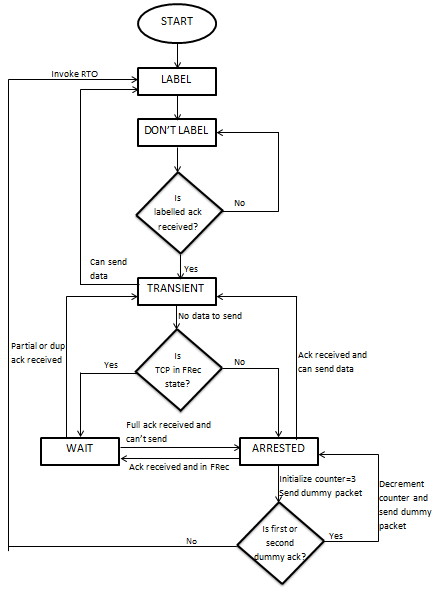 START
Invoke RTO
LABEL
DON'T LABEL
Is
labelled ack
received?
No
Can send
data
Yes
TRANSIENT
No data to send
Partial or dup
ack received
Is
TCP in FRec
state?
Yes
No
Ack received and
can send data
Full ack received and
can't send
WAIT
ARRESTED
Ack received and in FRec
Initialize counter=3
Send dummy packet
Decrement
counter and
send dummy
packet
Is first or
second
dummy ack?
Yes
No